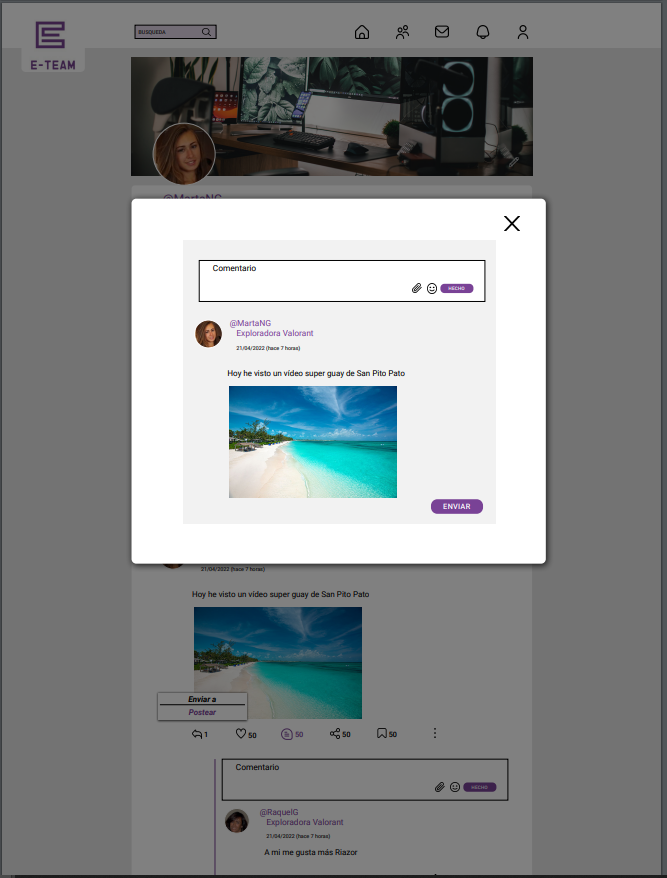 E-TEAM
BUSQUEDA
@MartaNG
Comentario
HECHO
@MartaNG
Exploradora Valorant
21/04/2022 (hace 7 horas)
Hoy he visto un vídeo super guay de San Pito Pato
ENVIAR
21/04/2022 (hace 7 horas)
Hoy he visto un vídeo super guay de San Pito Pato
Enviar a
Postear
1 50 50 50 50
Comentario
HECHO
@RaquelG
Exploradora Valorant
21/04/2022 (hace 7 horas)
A mi me gusta más Riazor